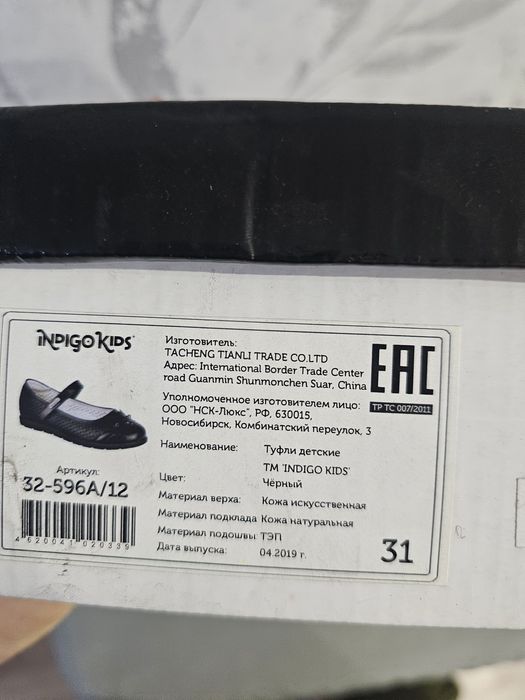 INDIGO KIDS
Изготовитель:
TACHENG TIANLI TRADE CO.LTD
Адрес: International Border Trade Center
road Guanmin Shunmonchen Suar, China
EAC
ТР ТС 007/2011
Уполномоченное изготовителем лицо:
ООО "НСК-Люкс", РФ, 630015,
Новосибирск, Комбинатский переулок, 3
Наименование: Туфли детские
ТМ 'INDIGO KIDS'
Артикул:
32-596A/12
Цвет: Чёрный
Материал верха: Кожа искусственная
Материал подклада Кожа натуральная
Материал подошвы ТЭП
Дата выпуска: 04.2019 г.
4620041020339
31